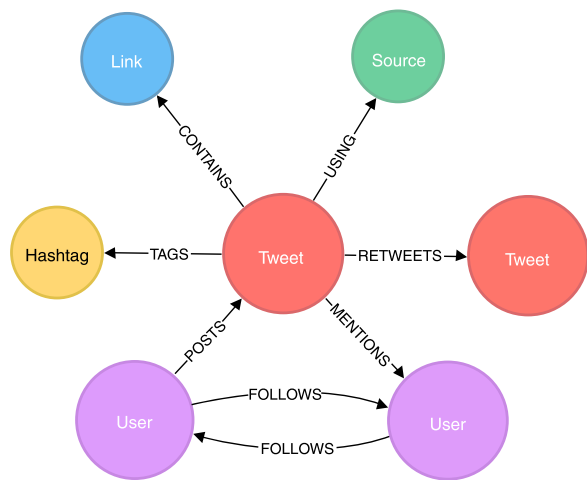 Link
Source
CONTAINS
USING
Hashtag
TAGS
Tweet
RETWEETS
Tweet
POSTS
MENTIONS
User
FOLLOWS
FOLLOWS
User